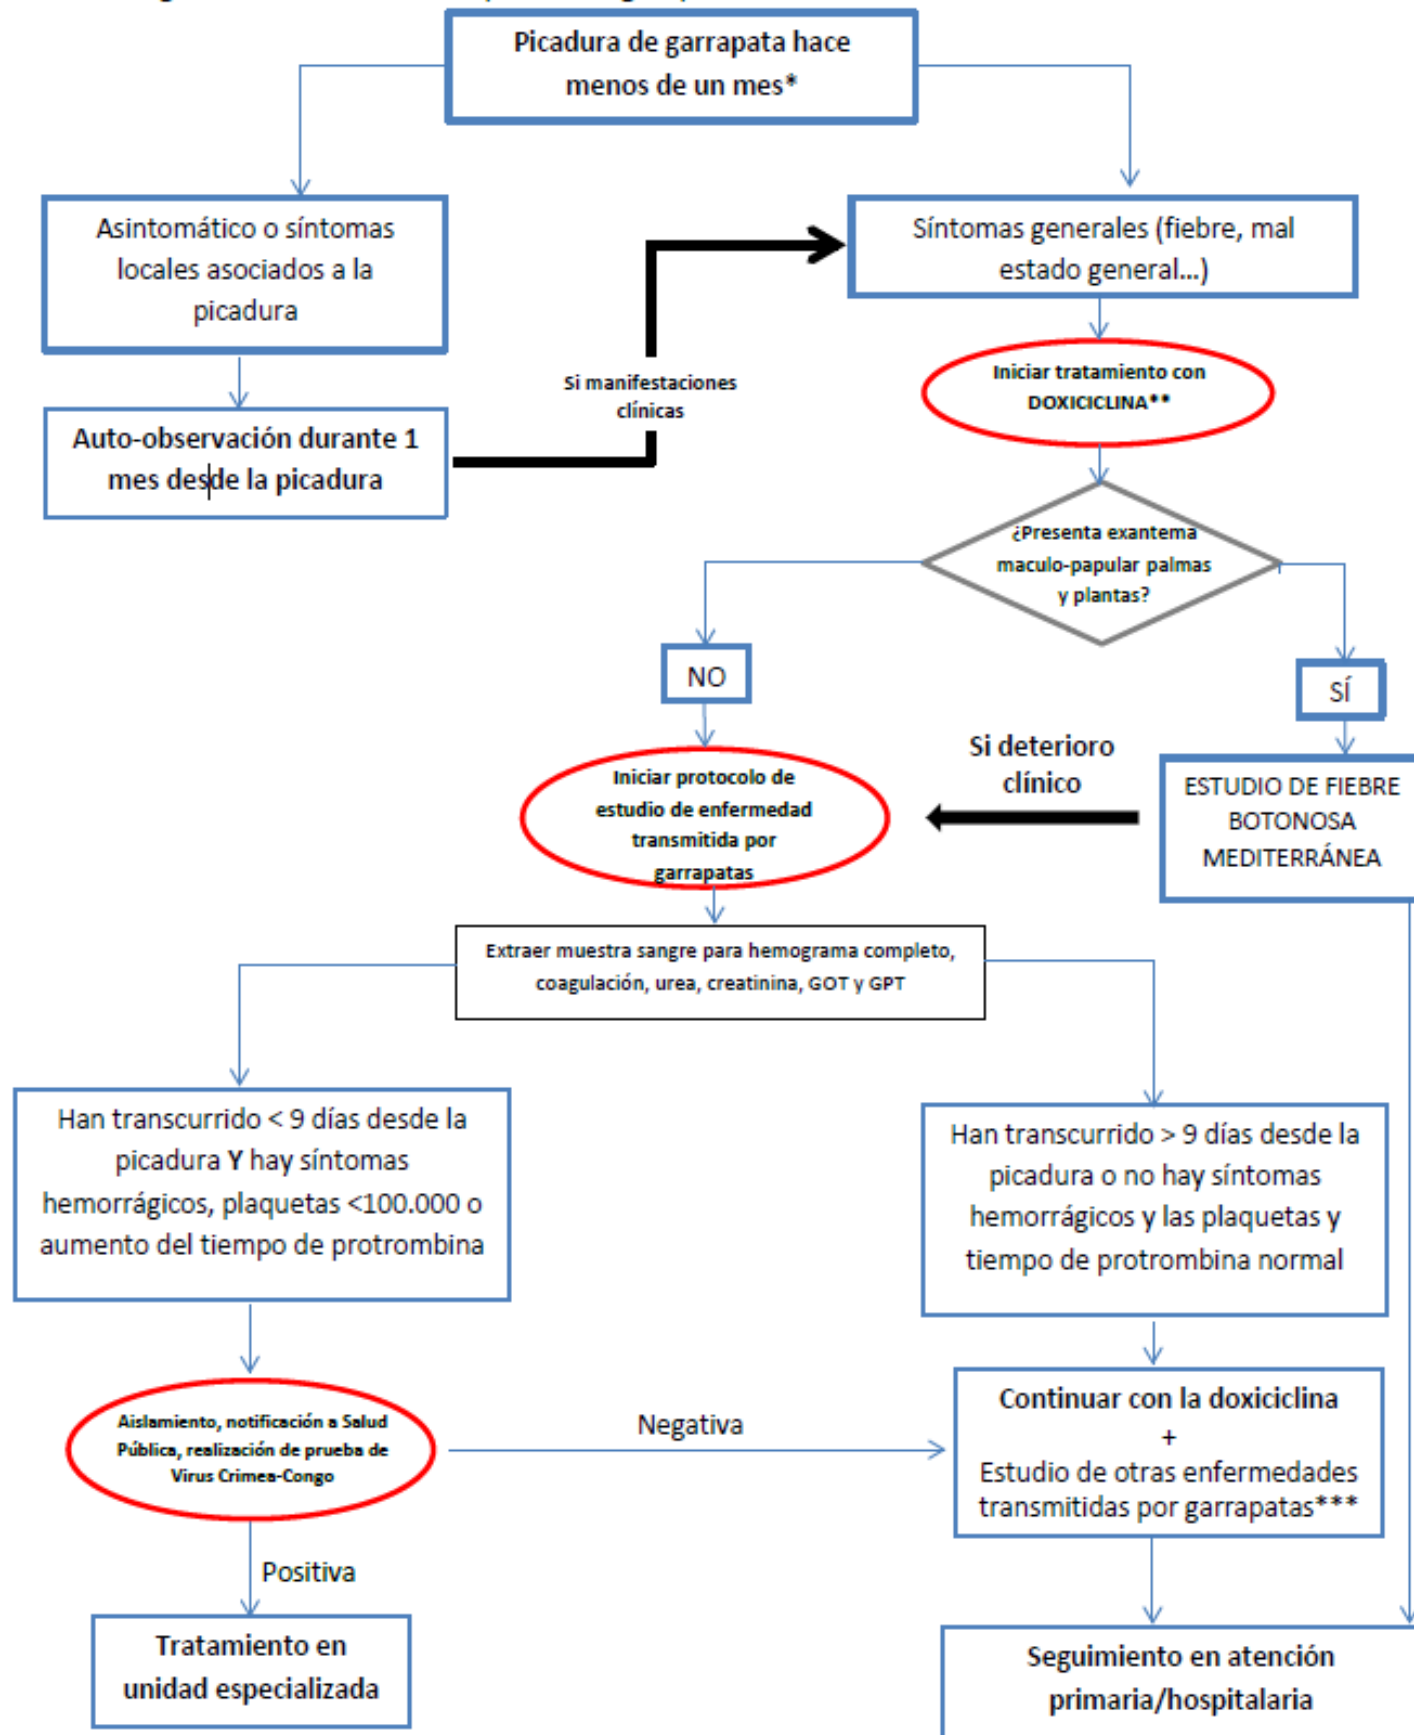 Picadura de garrapata hace
menos de un mes*
Asintomático o síntomas
locales asociados a la
picadura
Síntomas generales (fiebre, mal
estado general...)
Iniciar tratamiento con
DOXICICLINA**
Si manifestaciones
clínicas
Auto-observación durante 1
mes desde la picadura
¿Presenta exantema
maculo-papular palmas
y plantas?
NO
SÍ
Si deterioro
clínico
Iniciar protocolo de
estudio de enfermedad
transmitida por
garrapatas
ESTUDIO DE FIEBRE
BOTONOSA
MEDITERRÁNEA
Extraer muestra sangre para hemograma completo,
coagulación, urea, creatinina, GOT y GPT
Han transcurrido < 9 días desde la
picadura Y hay síntomas
hemorrágicos, plaquetas <100.000 o
aumento del tiempo de protrombina
Han transcurrido > 9 días desde la
picadura o no hay síntomas
hemorrágicos y las plaquetas y
tiempo de protrombina normal
Aislamiento, notificación a Salud
Pública, realización de prueba de
Virus Crimea-Congo
Negativa
Continuar con la doxiciclina
+
Estudio de otras enfermedades
transmitidas por garrapatas***
Positiva
Tratamiento en
unidad especializada
Seguimiento en atención
primaria/hospitalaria